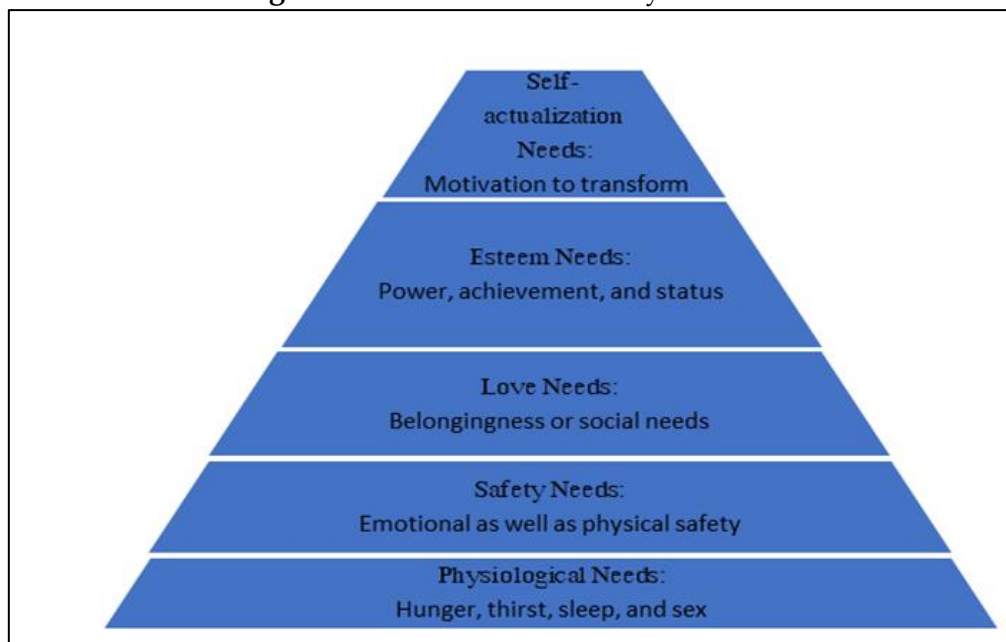 Self-
actualization
Needs:
Motivation to transform
Esteem Needs:
Power, achievement, and status
Love Needs:
Belongingness or social needs
Safety Needs:
Emotional as well as physical safety
Physiological Needs:
Hunger, thirst, sleep, and sex